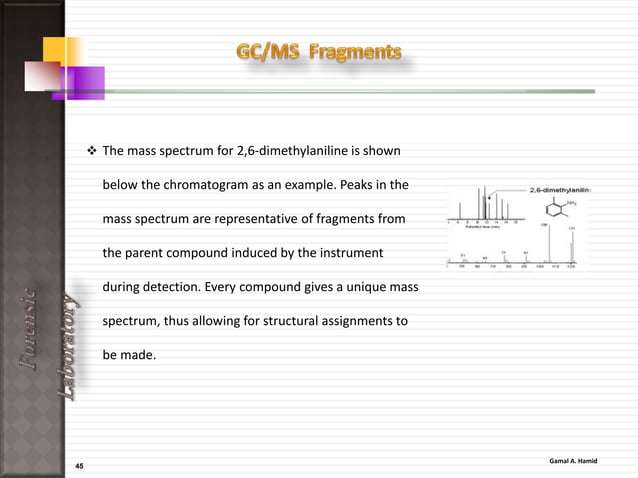 GC/MS Fragments
❖ The mass spectrum for 2,6-dimethylaniline is shown
below the chromatogram as an example. Peaks in the
mass spectrum are representative of fragments from
the parent compound induced by the instrument
during detection. Every compound gives a unique mass
spectrum, thus allowing for structural assignments to
be made.
2,6-dimethylanilin
NH₂
Forensic
Laboratory
45
Gamal A. Hamid